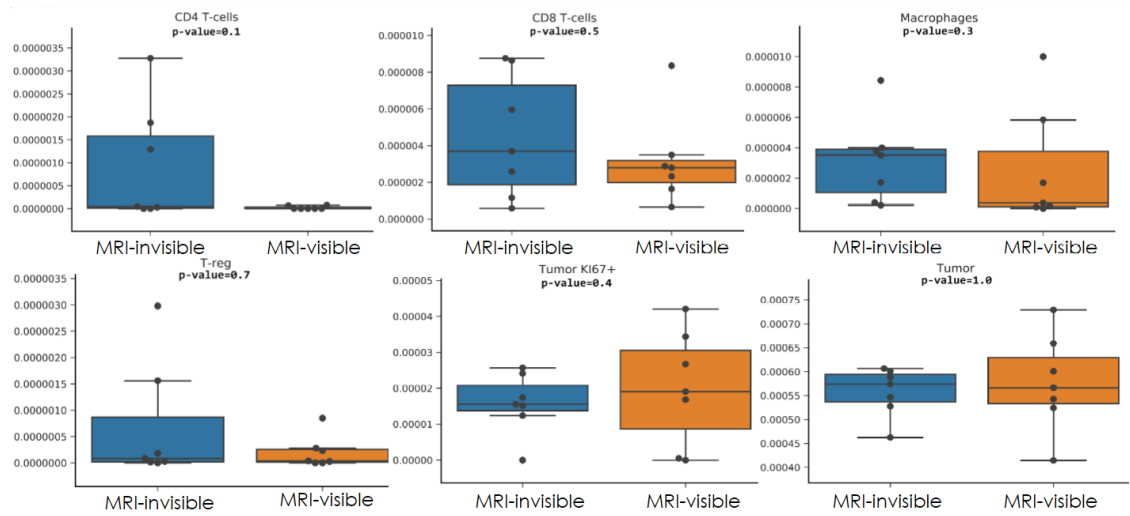 CD4 T-cells
p-value=0.1
0.0000035
0.0000030
0.0000025
0.0000020
0.0000015
0.0000010
0.0000005
0.0000000
MRI-invisible MRI-visible
CD8 T-cells
p-value=0.5
0.000010
0.000008
0.000006
0.000004
0.000002
0.000000
MRI-invisible MRI-visible
Macrophages
p-value=0.3
0.000010
0.000008
0.000006
0.000004
0.000002
0.000000
MRI-invisible MRI-visible
T-reg
p-value=0.7
0.0000035
0.0000030
0.0000025
0.0000020
0.0000015
0.0000010
0.0000005
0.0000000
MRI-invisible MRI-visible
Tumor KI67+
p-value=0.4
0.00005
0.00004
0.00003
0.00002
0.00001
0.00000
MRI-invisible MRI-visible
Tumor
p-value=1.0
0.00075
0.00070
0.00065
0.00060
0.00055
0.00050
0.00045
0.00040
MRI-invisible MRI-visible